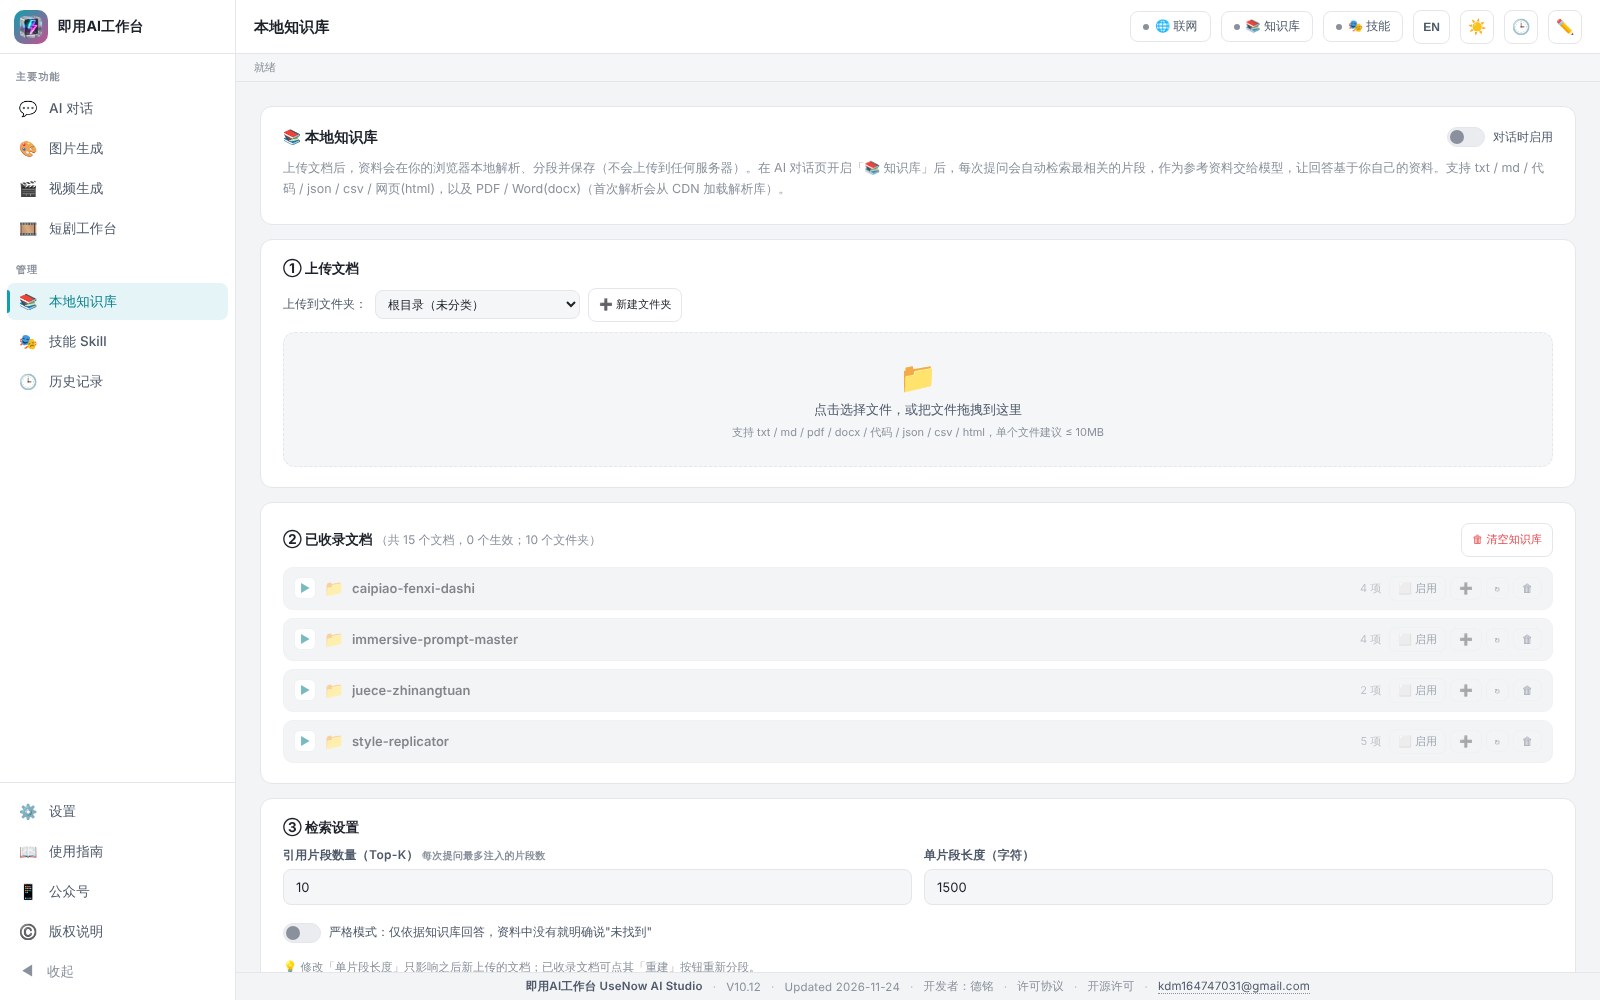 即用AI工作台
主要功能
AI 对话
图片生成
视频生成
短剧工作台
管理
本地知识库
技能 Skill
历史记录
设置
使用指南
公众号
版权说明
收起
本地知识库
联网
知识库
技能
EN
就绪
本地知识库
对话时启用
上传文档后，资料会在你的浏览器本地解析、分段并保存（不会上传到任何服务器）。在 AI 对话页开启「📚 知识库」后，每次提问会自动检索最相关的片段，作为参考资料交给模型，让回答基于你自己的资料。支持 txt / md / 代
码 / json / csv / 网页(html)，以及 PDF / Word(docx)（首次解析会从 CDN 加载解析库）。
① 上传文档
上传到文件夹：
根目录（未分类）
➕ 新建文件夹
点击选择文件，或把文件拖拽到这里
支持 txt / md / pdf / docx / 代码 / json / csv / html，单个文件建议 ≤ 10MB
② 已收录文档 （共 15 个文档，0 个生效；10 个文件夹）
清空知识库
caipiao-fenxi-dashi 4 项 启用
immersive-prompt-master 4 项 启用
juece-zhinangtuan 2 项 启用
style-replicator 5 项 启用
③ 检索设置
引用片段数量（Top-K） 每次提问最多注入的片段数
10
单片段长度（字符）
1500
严格模式：仅依据知识库回答，资料中没有就明确说"未找到"
💡 修改「单片段长度」只影响之后新上传的文档；已收录文档可点其「重建」按钮重新分段。
即用AI工作台 UseNow AI Studio · V10.12 · Updated 2026-11-24 · 开发者：德铭 · 许可协议 · 开源许可 · kdm164747031@gmail.com